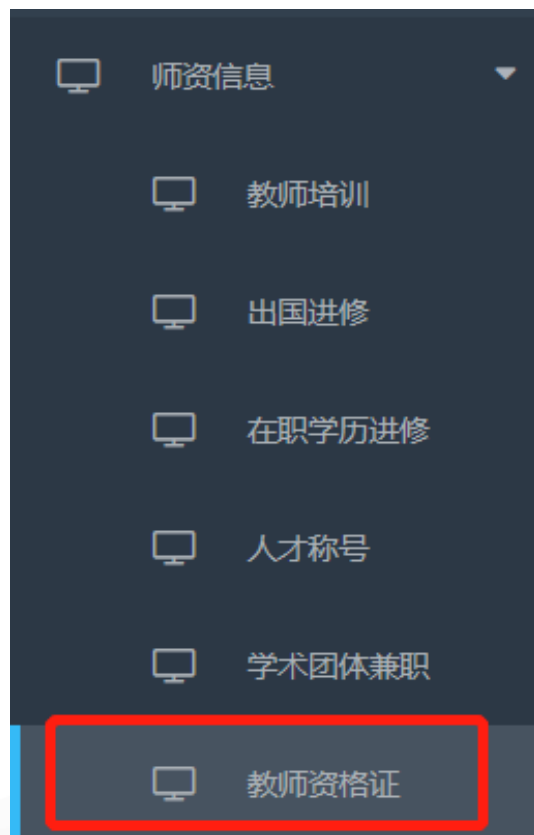 师资信息
教师培训
出国进修
在职学历进修
人才称号
学术团体兼职
教师资格证